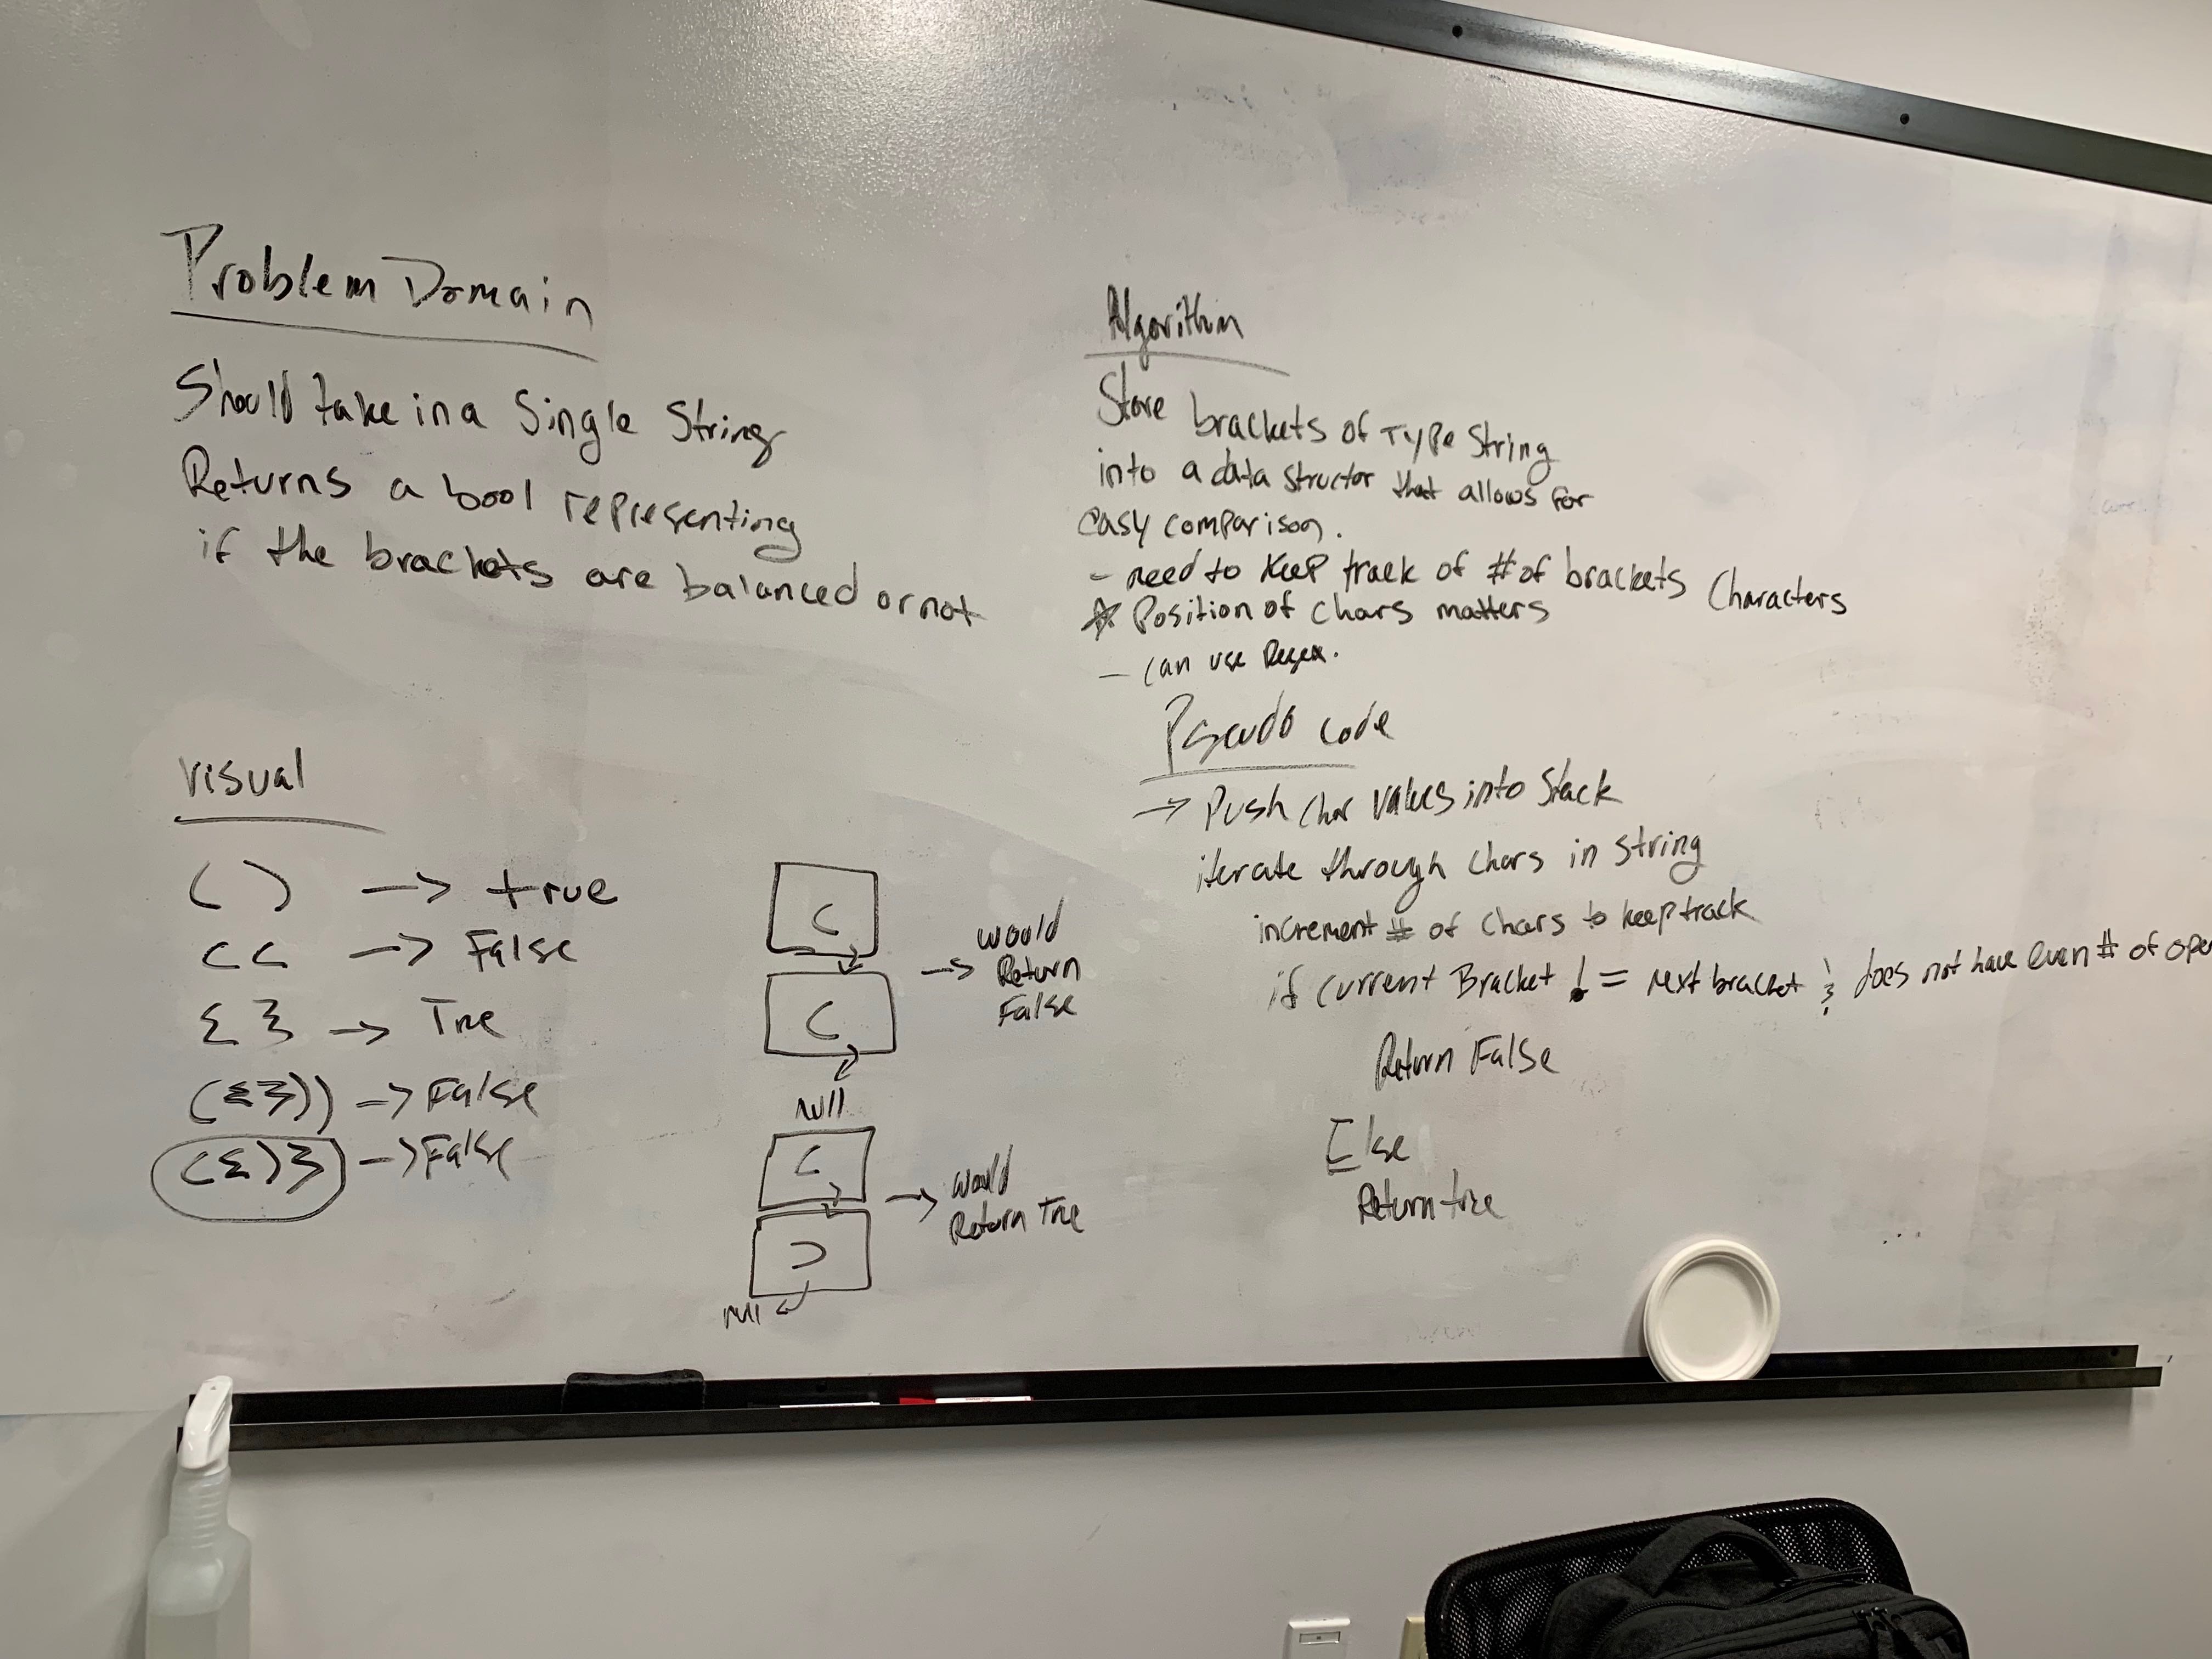 Problem Domain
Should take in a Single String
Returns a bool representing
if the brackets are balanced or not
Visual
( ) -> true
( ( -> False
{ } -> True
({})) -> False
({)} -> False
(
(
null
-> would
Return
False
(
)
null
-> would
Return True
Algorithm
Store brackets of Type String
into a data structor that allows for
easy comparison.
- need to keep track of # of brackets Characters
☆ Position of chars matters
- can use Regex.
Pseudo code
-> Push char values into Stack
iterate through chars in string
increment # of chars to keep track
if current Bracket != next bracket & does not have even # of ope
Return False
Else
Return true